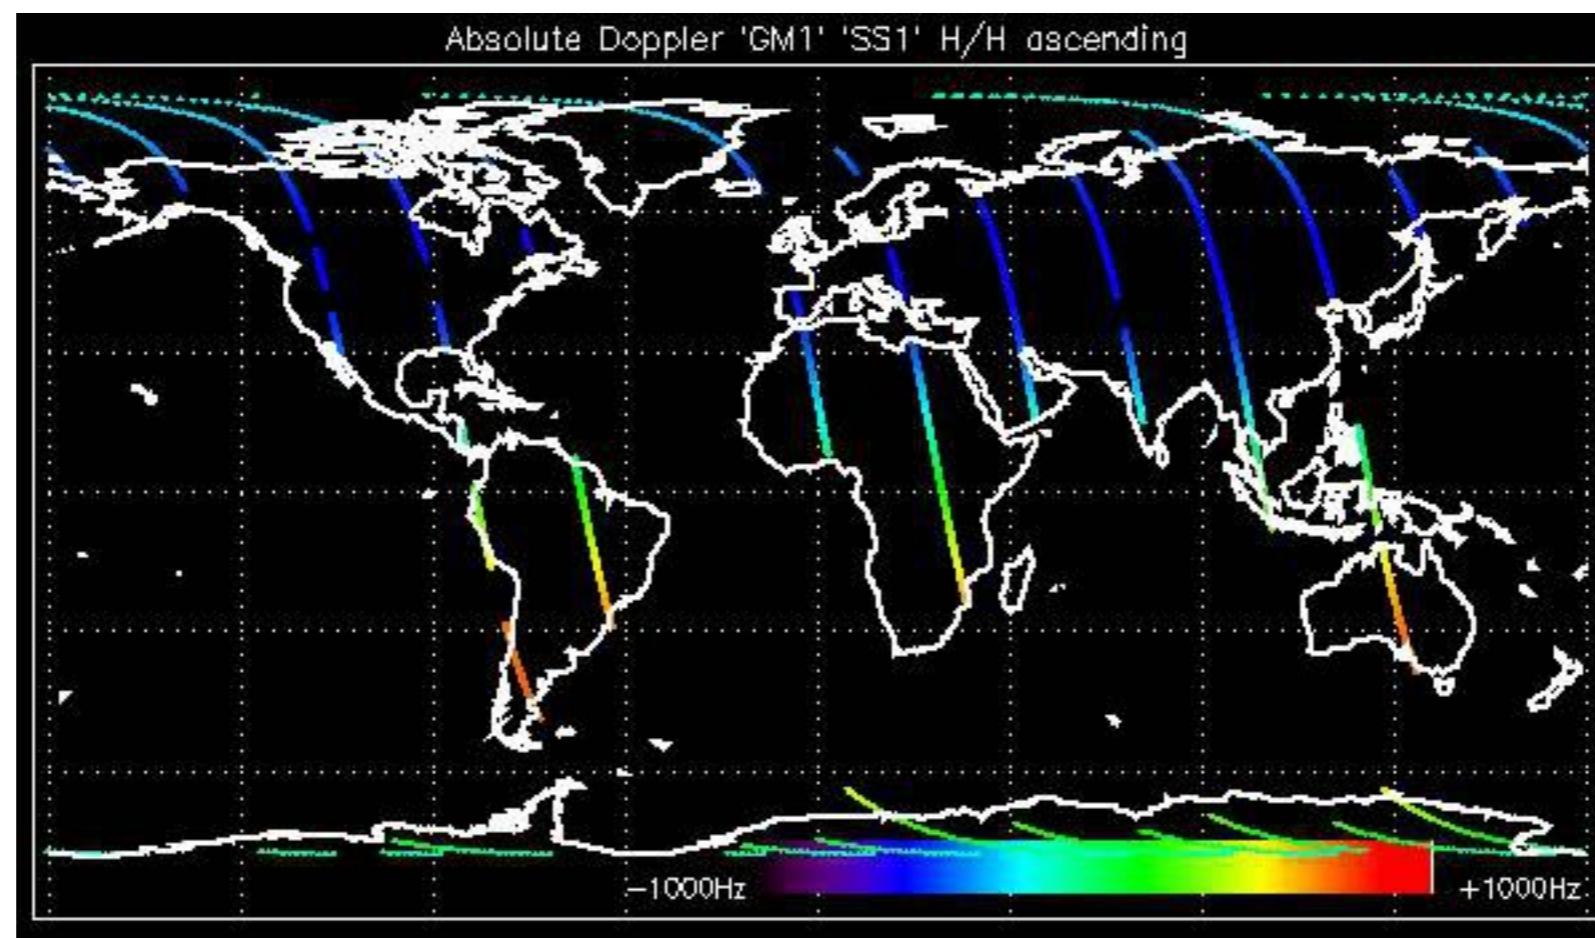 Absolute Doppler 'GM1' 'SS1' H/H ascending
-1000Hz
+1000Hz